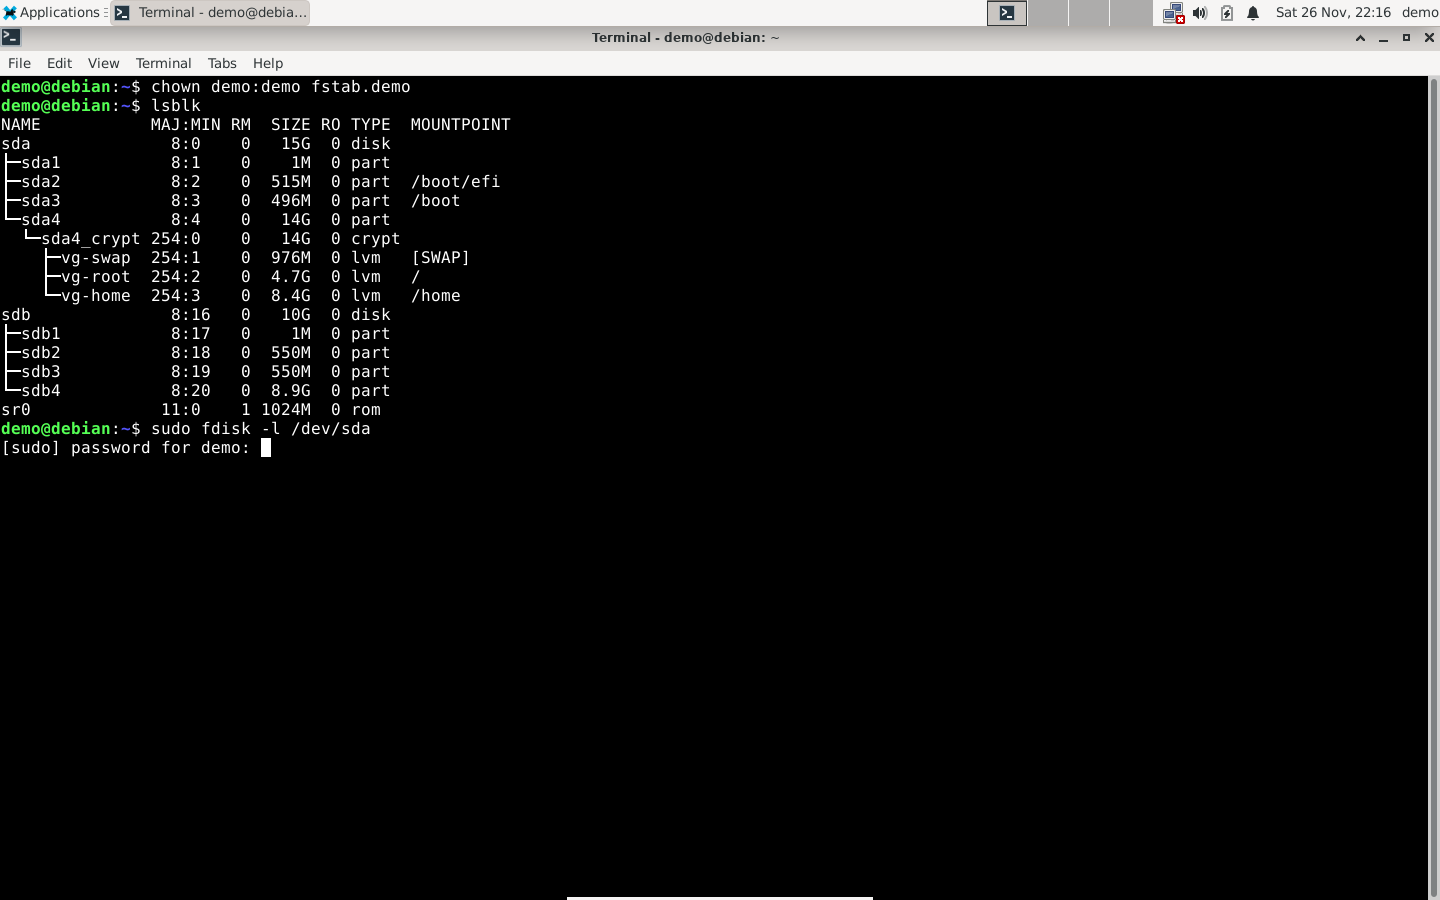 Applications Terminal - demo@debia... Sat 26 Nov, 22:16 demo
Terminal - demo@debian: ~
File Edit View Terminal Tabs Help
demo@debian:~$ chown demo:demo fstab.demo
demo@debian:~$ lsblk
NAME           MAJ:MIN RM  SIZE RO TYPE  MOUNTPOINT
sda              8:0    0   15G  0 disk
├─sda1           8:1    0    1M  0 part
├─sda2           8:2    0  515M  0 part  /boot/efi
├─sda3           8:3    0  496M  0 part  /boot
└─sda4           8:4    0   14G  0 part
  └─sda4_crypt 254:0    0   14G  0 crypt
    ├─vg-swap  254:1    0  976M  0 lvm   [SWAP]
    ├─vg-root  254:2    0  4.7G  0 lvm   /
    └─vg-home  254:3    0  8.4G  0 lvm   /home
sdb              8:16   0   10G  0 disk
├─sdb1           8:17   0    1M  0 part
├─sdb2           8:18   0  550M  0 part
├─sdb3           8:19   0  550M  0 part
└─sdb4           8:20   0  8.9G  0 part
sr0             11:0    1 1024M  0 rom
demo@debian:~$ sudo fdisk -l /dev/sda
[sudo] password for demo: